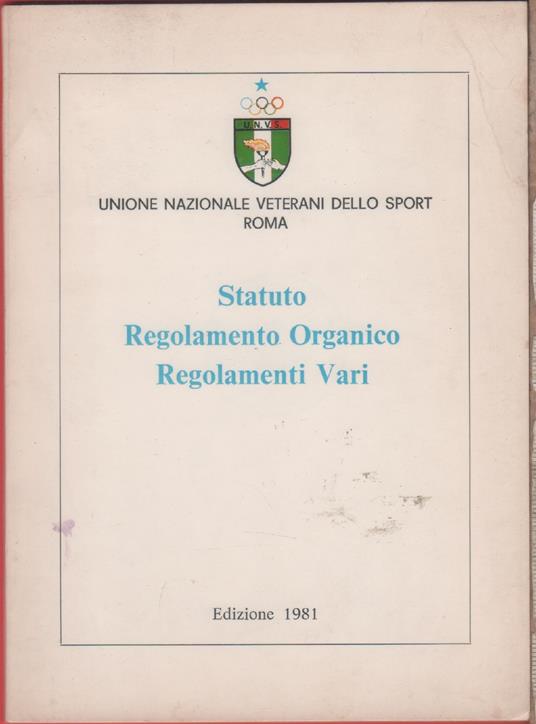 U.N.V.S.
UNIONE NAZIONALE VETERANI DELLO SPORT
ROMA
Statuto
Regolamento Organico
Regolamenti Vari
Edizione 1981